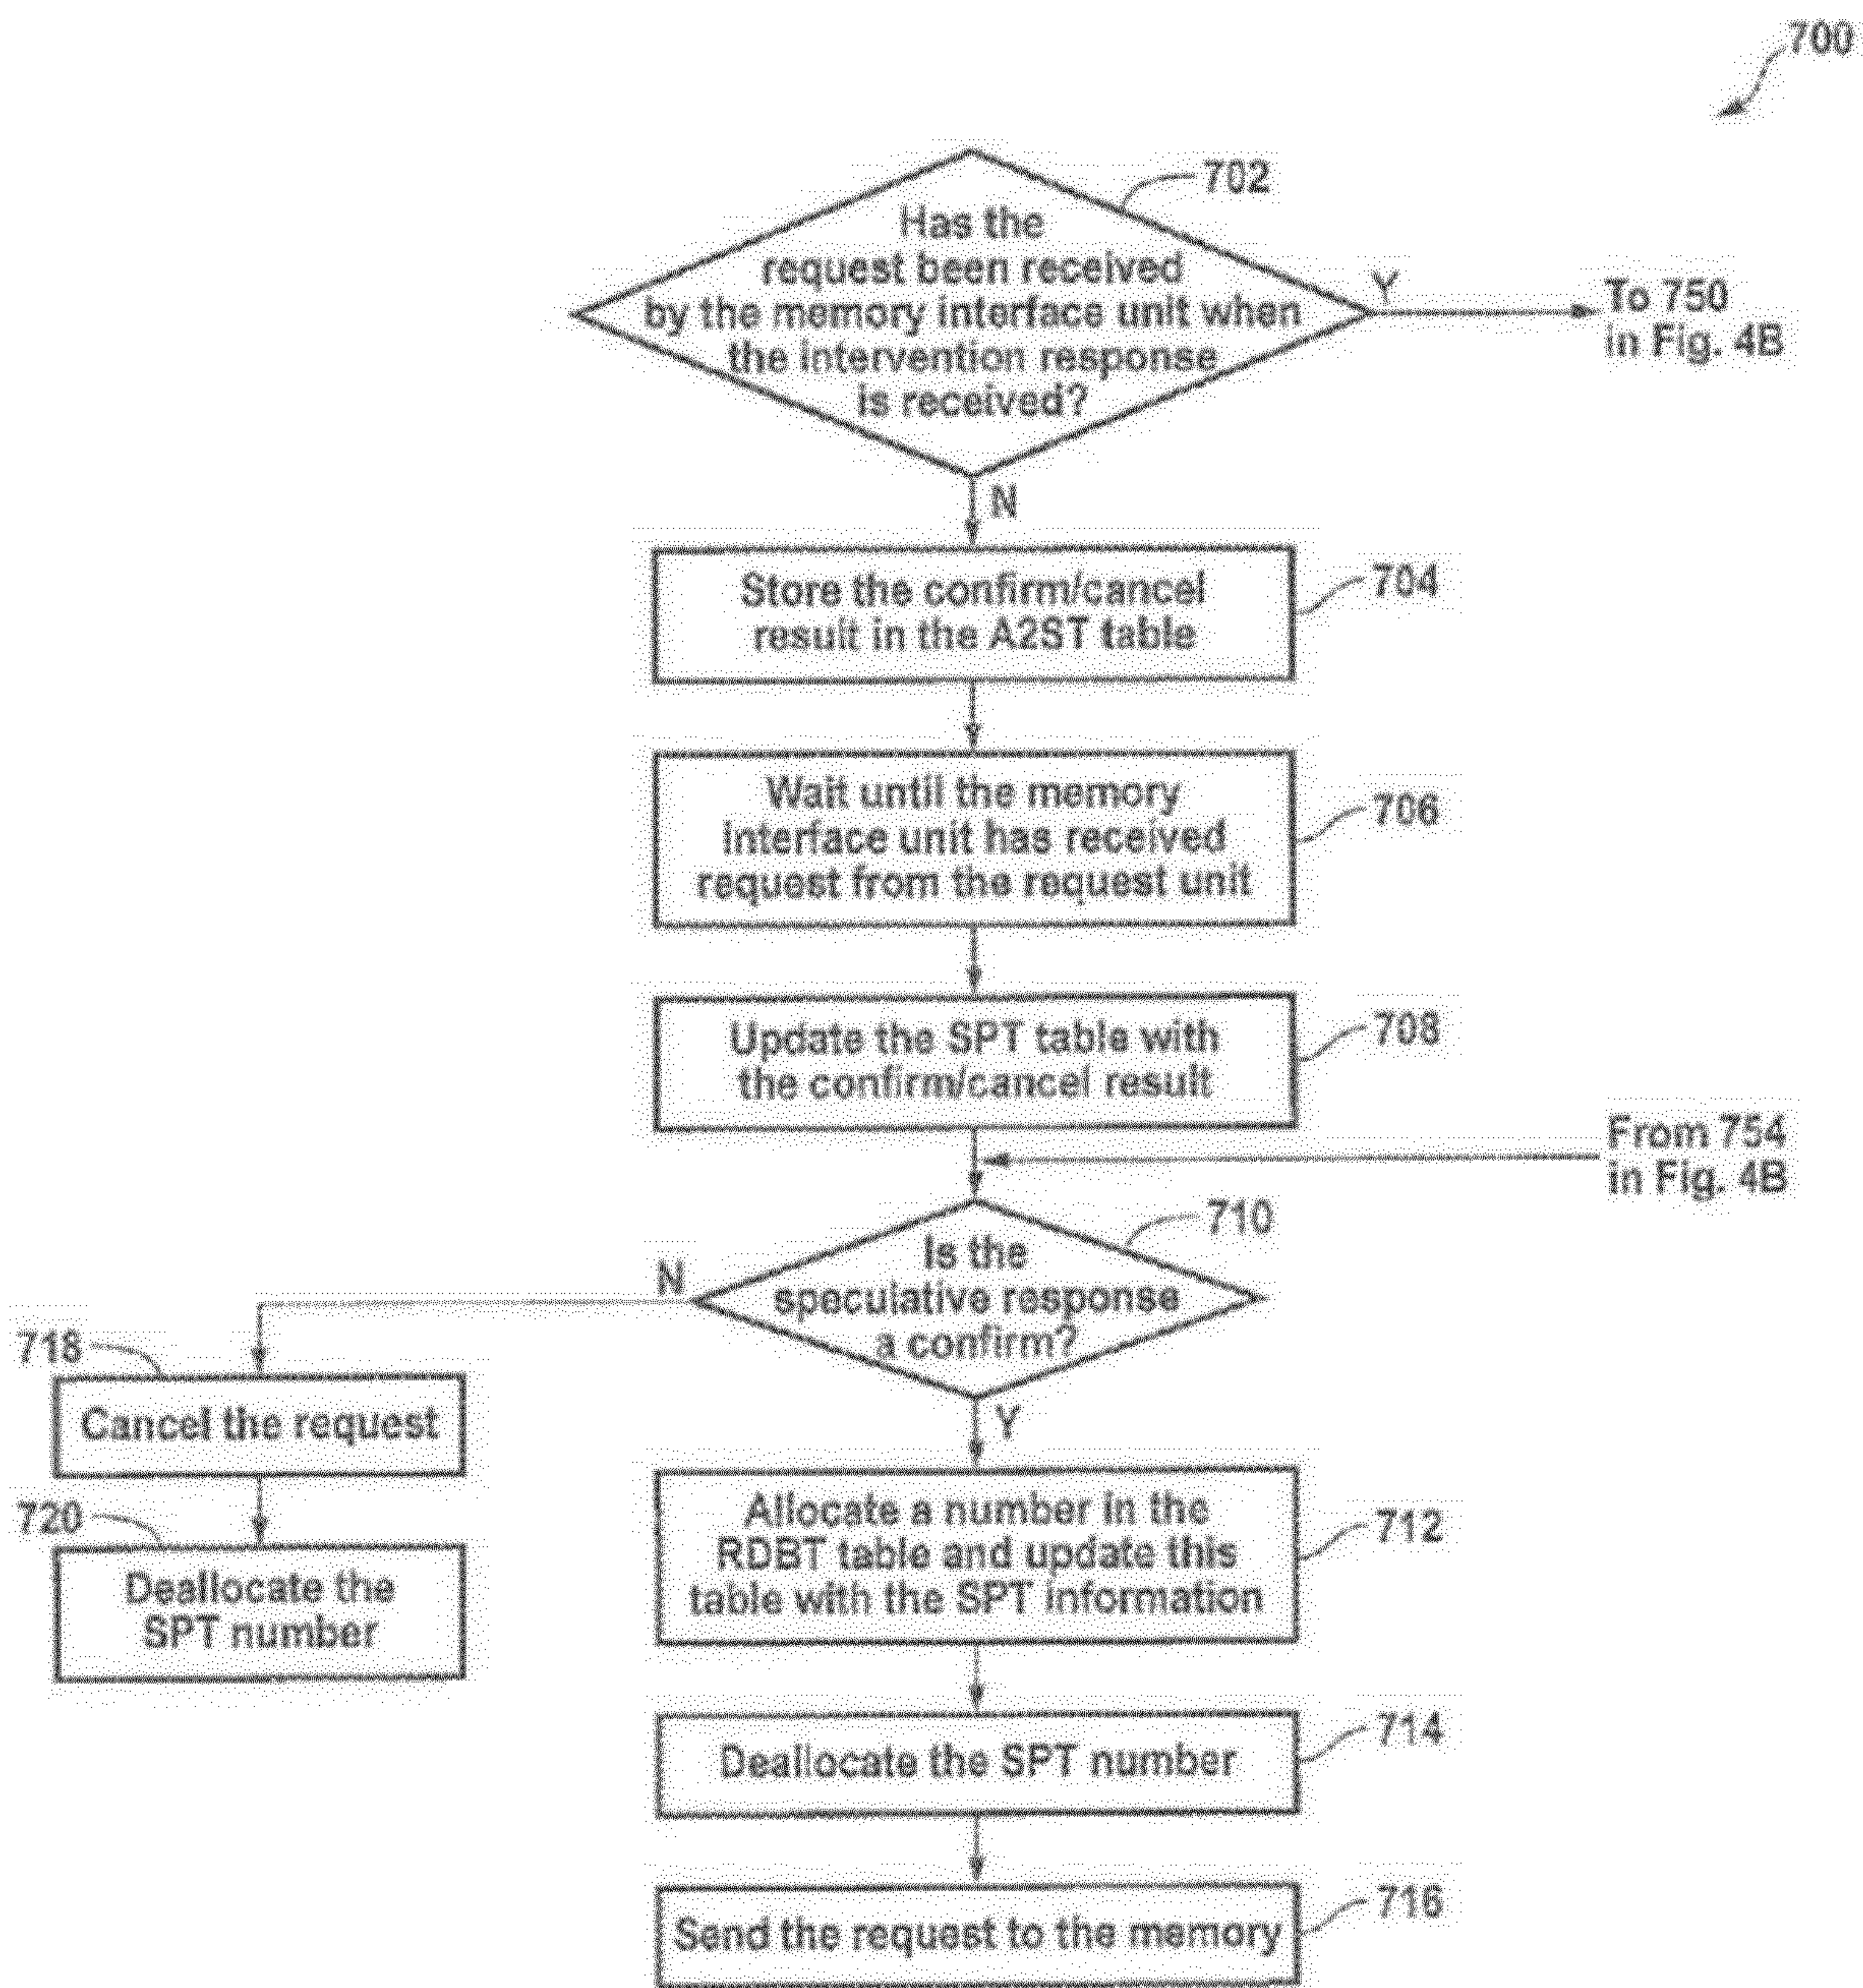 700
702
Has the
request been received
by the memory interface unit when
the intervention response
is received?
Y
To 750
in Fig. 4B
N
Store the confirm/cancel
result in the A2ST table
704
Wait until the memory
interface unit has received
request from the request unit
706
Update the SPT table with
the confirm/cancel result
708
From 754
in Fig. 4B
710
Is the
speculative response
a confirm?
N
718
Cancel the request
720
Deallocate the
SPT number
Y
Allocate a number in the
RDBT table and update this
table with the SPT information
712
Deallocate the SPT number
714
Send the request to the memory
716